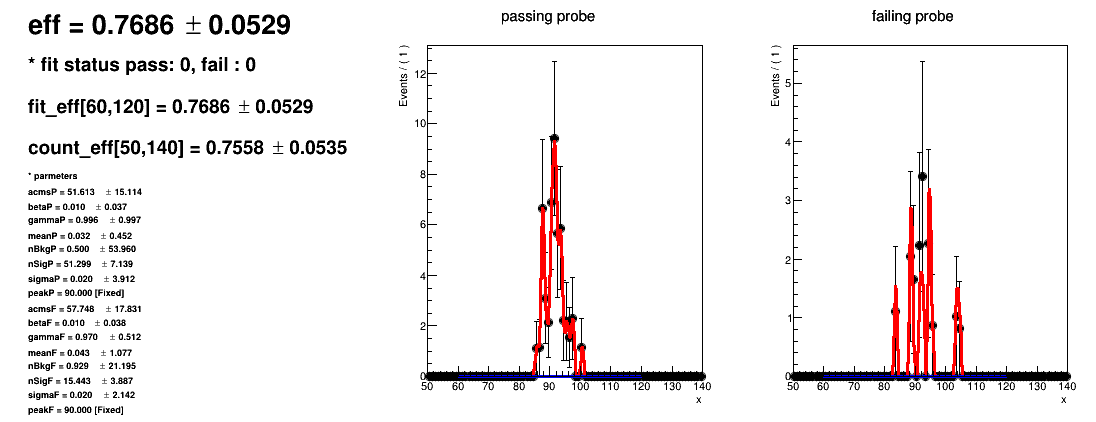 eff = 0.7686 ± 0.0529
* fit status pass: 0, fail : 0
fit_eff[60,120] = 0.7686 ± 0.0529
count_eff[50,140] = 0.7558 ± 0.0535
* parmeters
acmsP = 51.613 ± 15.114
betaP = 0.010 ± 0.037
gammaP = 0.996 ± 0.997
meanP = 0.032 ± 0.452
nBkgP = 0.500 ± 53.960
nSigP = 51.299 ± 7.139
sigmaP = 0.020 ± 3.912
peakP = 90.000 [Fixed]
acmsF = 57.748 ± 17.831
betaF = 0.010 ± 0.038
gammaF = 0.970 ± 0.512
meanF = 0.043 ± 1.077
nBkgF = 0.929 ± 21.195
nSigF = 15.443 ± 3.887
sigmaF = 0.020 ± 2.142
peakF = 90.000 [Fixed]
passing probe
Events / ( 1 )
12
10
8
6
4
2
0
50 60 70 80 90 100 110 120 130 140
x
failing probe
Events / ( 1 )
5
4
3
2
1
0
50 60 70 80 90 100 110 120 130 140
x